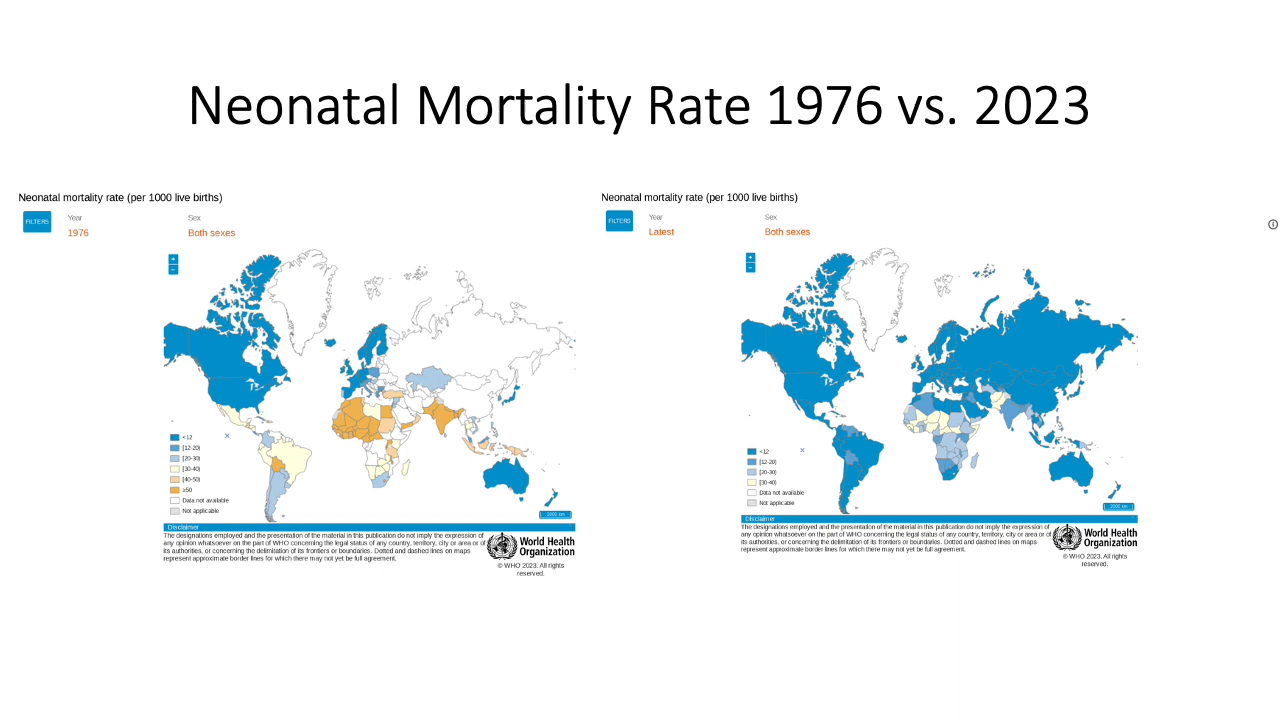 Neonatal Mortality Rate 1976 vs. 2023
Neonatal mortality rate (per 1000 live births)
FILTERS
Year
Sex
1976
Both sexes
+
−
<12
[12-20)
[20-30)
[30-40)
[40-50)
≥50
Data not available
Not applicable
2000 km
Disclaimer
The designations employed and the presentation of the material in this publication do not imply the expression of
any opinion whatsoever on the part of WHO concerning the legal status of any country, territory, city or area or of
its authorities, or concerning the delimitation of its frontiers or boundaries. Dotted and dashed lines on maps
represent approximate border lines for which there may not yet be full agreement.
World Health
Organization
© WHO 2023. All rights
reserved.
Neonatal mortality rate (per 1000 live births)
FILTERS
Year
Sex
Latest
Both sexes
+
−
<12
[12-20)
[20-30)
[30-40)
Data not available
Not applicable
2000 km
Disclaimer
The designations employed and the presentation of the material in this publication do not imply the expression of
any opinion whatsoever on the part of WHO concerning the legal status of any country, territory, city or area or of
its authorities, or concerning the delimitation of its frontiers or boundaries. Dotted and dashed lines on maps
represent approximate border lines for which there may not yet be full agreement.
World Health
Organization
© WHO 2023. All rights
reserved.